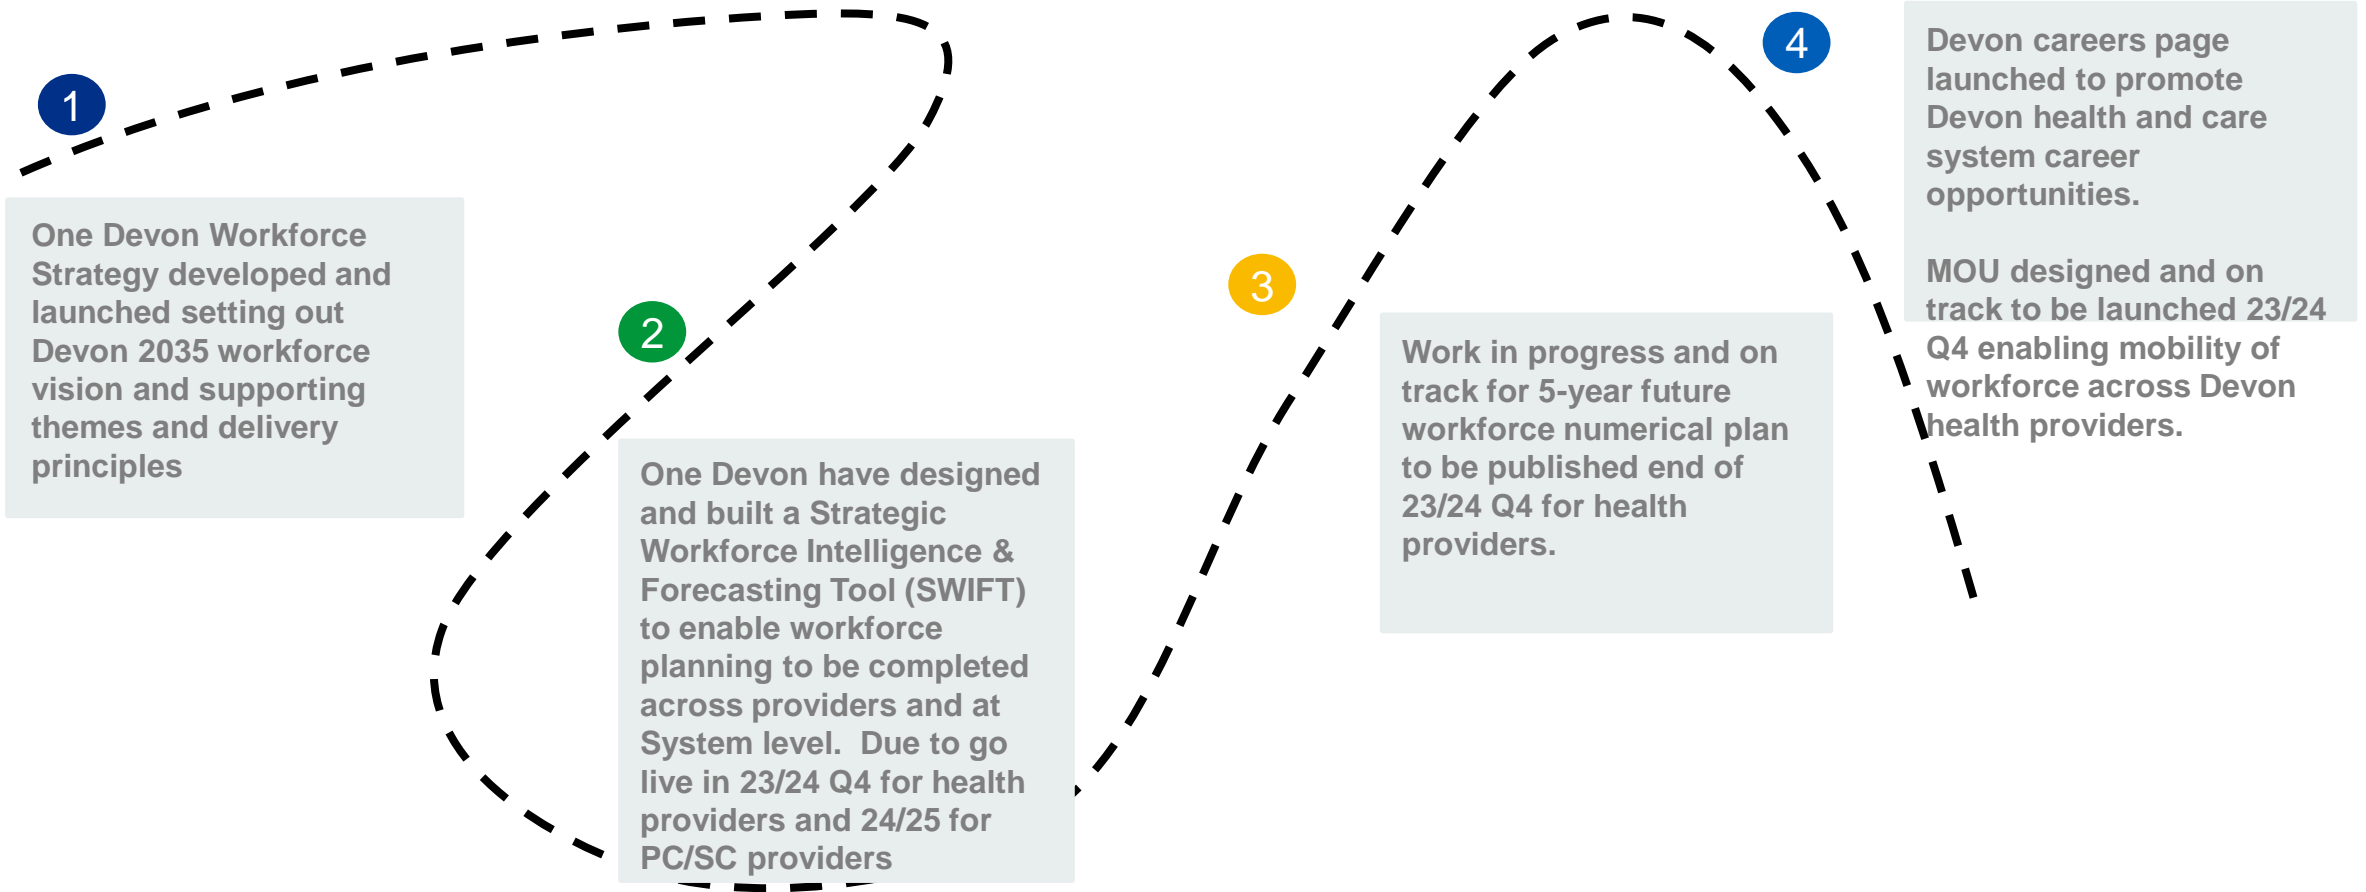 1
One Devon Workforce
Strategy developed and
launched setting out
Devon 2035 workforce
vision and supporting
themes and delivery
principles
2
One Devon have designed
and built a Strategic
Workforce Intelligence &
Forecasting Tool (SWIFT)
to enable workforce
planning to be completed
across providers and at
System level.  Due to go
live in 23/24 Q4 for health
providers and 24/25 for
PC/SC providers
3
Work in progress and on
track for 5-year future
workforce numerical plan
to be published end of
23/24 Q4 for health
providers.
4
Devon careers page
launched to promote
Devon health and care
system career
opportunities.
MOU designed and on
track to be launched 23/24
Q4 enabling mobility of
workforce across Devon
health providers.